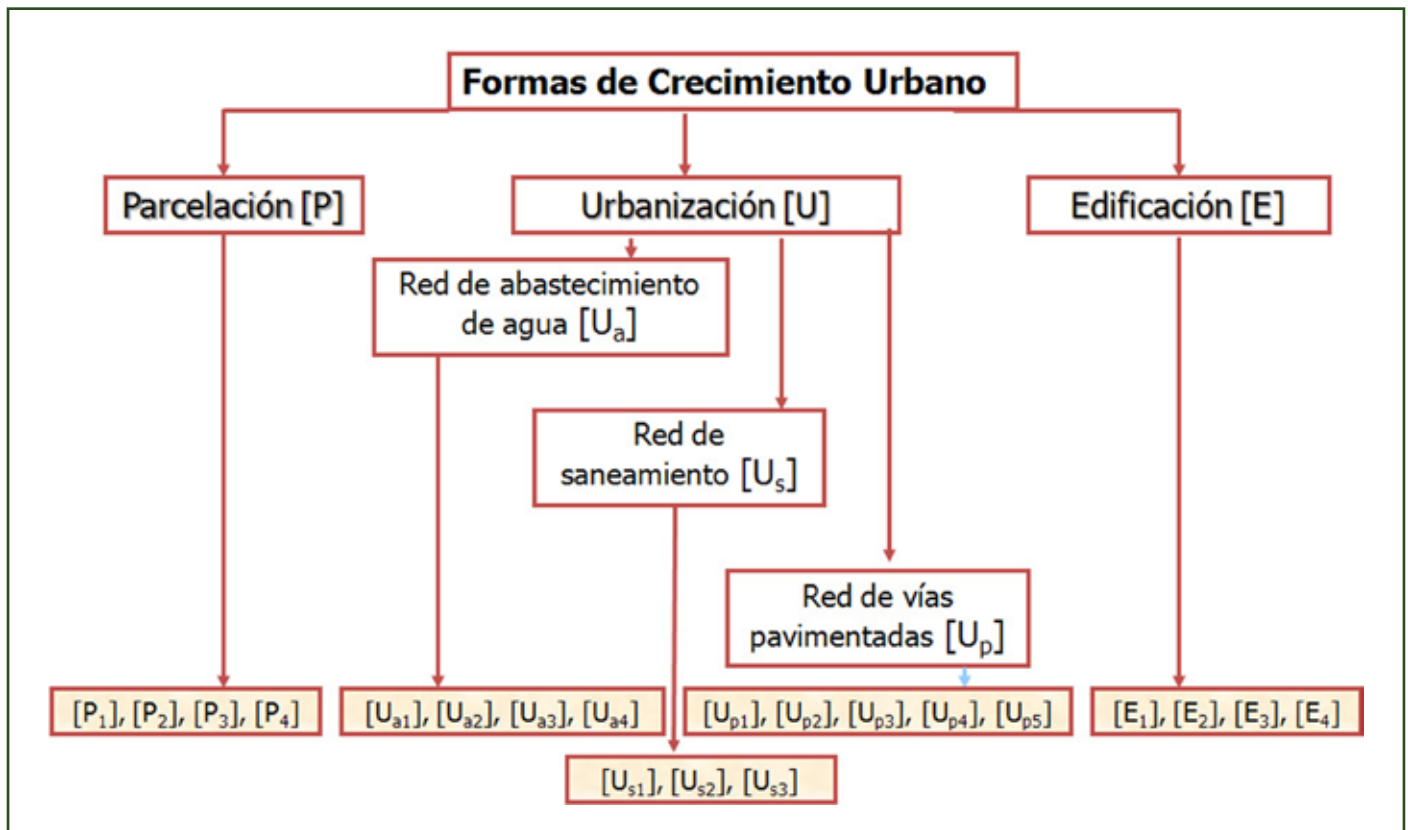 Formas de Crecimiento Urbano
Parcelación [P]
Urbanización [U]
Edificación [E]
Red de abastecimiento
de agua [Uₐ]
Red de
saneamiento [Uₛ]
Red de vías
pavimentadas [Uₚ]
[P₁], [P₂], [P₃], [P₄]
[Uₐ₁], [Uₐ₂], [Uₐ₃], [Uₐ₄]
[Uₚ₁], [Uₚ₂], [Uₚ₃], [Uₚ₄], [Uₚ₅]
[E₁], [E₂], [E₃], [E₄]
[Uₛ₁], [Uₛ₂], [Uₛ₃]